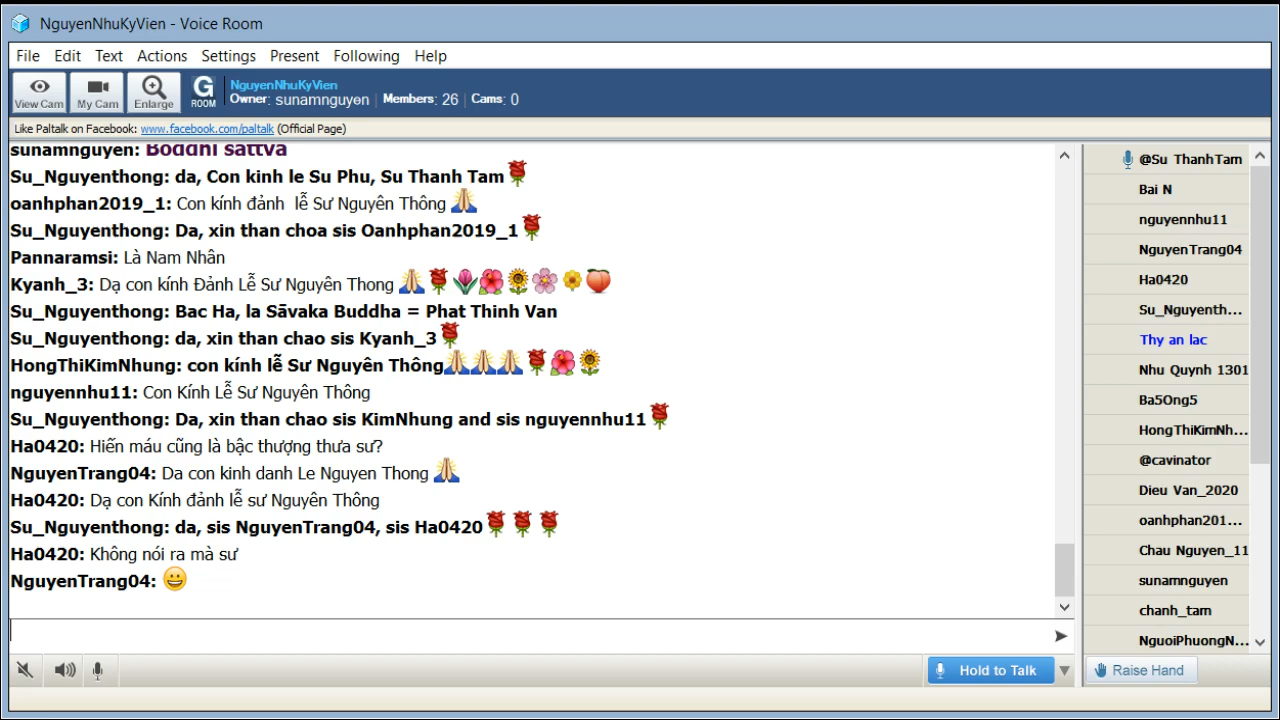 NguyenNhuKyVien - Voice Room
File Edit Text Actions Settings Present Following Help
View Cam My Cam Enlarge G ROOM
NguyenNhuKyVien
Owner: sunamnguyen | Members: 26 | Cams: 0
Like Paltalk on Facebook: www.facebook.com/paltalk (Official Page)
sunamnguyen: Boddhi sattva
Su_Nguyenthong: da, Con kinh le Su Phu, Su Thanh Tam🌹
oanhphan2019_1: Con kính đảnh lễ Sư Nguyên Thông 🙏
Su_Nguyenthong: Da, xin than choa sis Oanhphan2019_1🌹
Pannaramsi: Là Nam Nhân
Kyanh_3: Dạ con kính Đảnh Lễ Sư Nguyên Thong 🙏🌹🌷🌺🌻🌸🌼🍑
Su_Nguyenthong: Bac Ha, la Sāvaka Buddha = Phat Thinh Van
Su_Nguyenthong: da, xin than chao sis Kyanh_3🌹
HongThiKimNhung: con kính lễ Sư Nguyên Thông🙏🙏🙏🌹🌺🌻
nguyennhu11: Con Kính Lễ Sư Nguyên Thông
Su_Nguyenthong: Da, xin than chao sis KimNhung and sis nguyennhu11🌹
Ha0420: Hiến máu cũng là bậc thượng thưa sư?
NguyenTrang04: Da con kinh danh Le Nguyen Thong 🙏
Ha0420: Dạ con Kính đảnh lễ sư Nguyên Thông
Su_Nguyenthong: da, sis NguyenTrang04, sis Ha0420🌹🌹🌹
Ha0420: Không nói ra mà sư
NguyenTrang04: 😀
@Su ThanhTam
Bai N
nguyennhu11
NguyenTrang04
Ha0420
Su_Nguyenth...
Thy an lac
Nhu Quynh 1301
Ba5Ong5
HongThiKimNh...
@cavinator
Dieu Van_2020
oanhphan201...
Chau Nguyen_11
sunamnguyen
chanh_tam
NguoiPhuongN...
Hold to Talk
Raise Hand